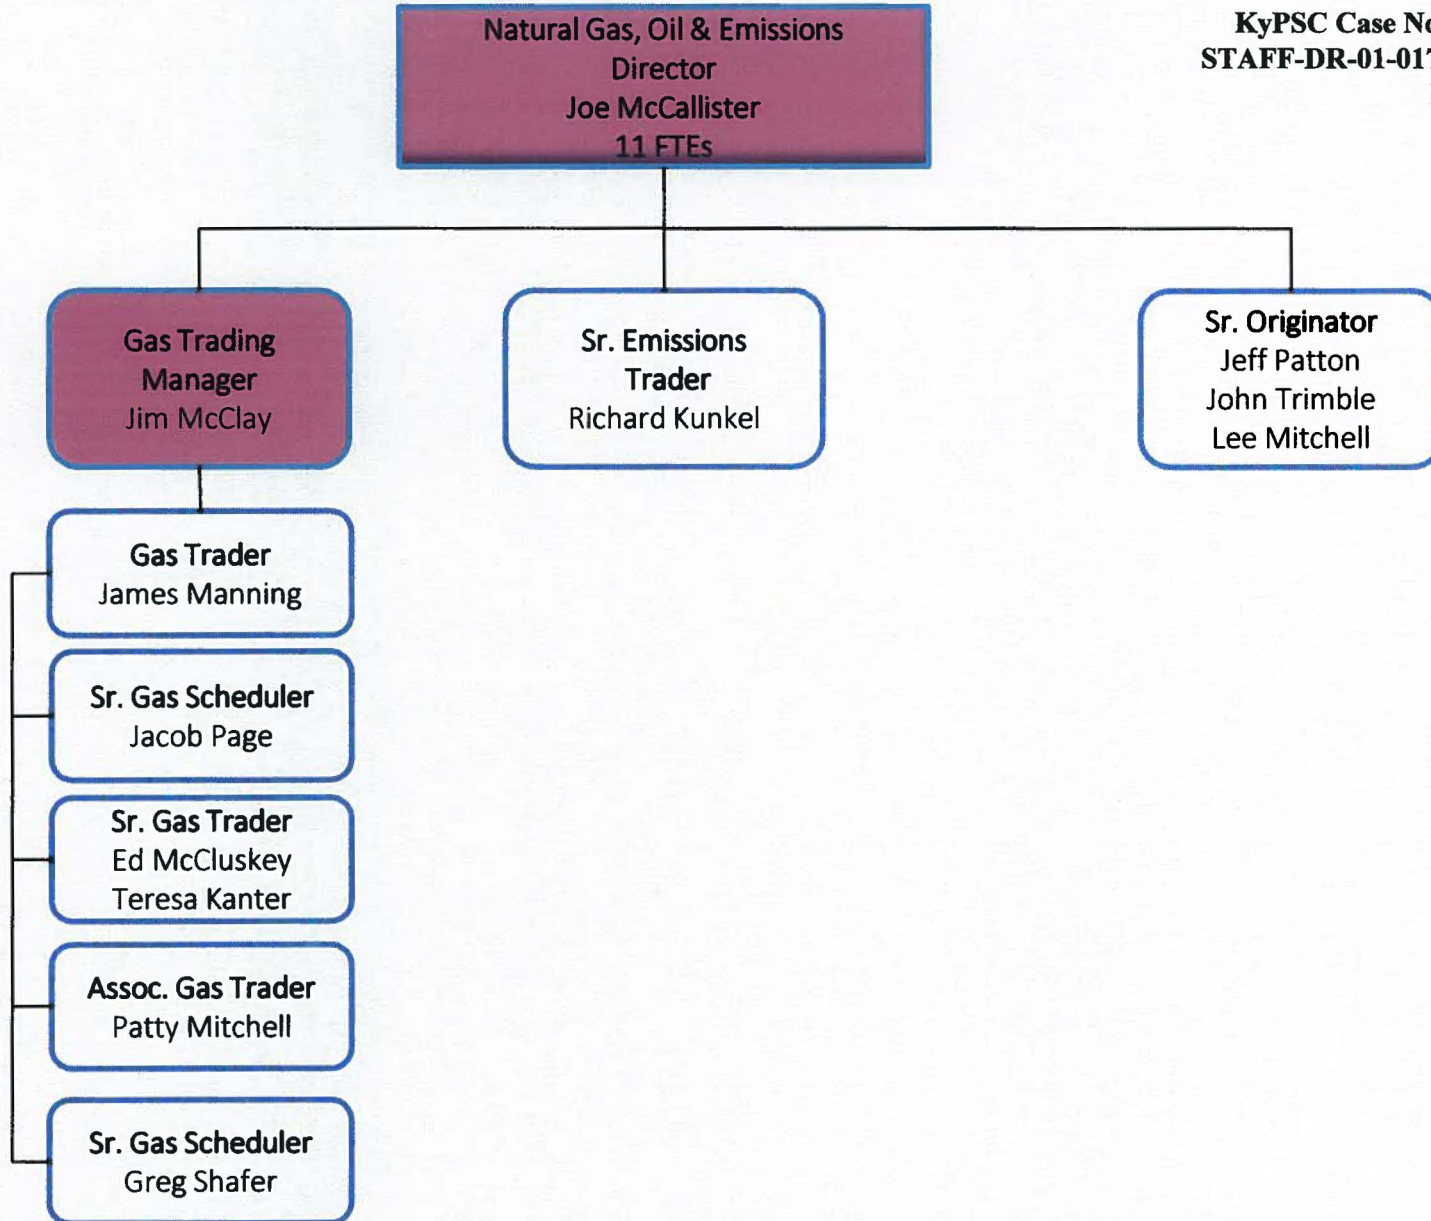 KyPSC Case No
STAFF-DR-01-017
Natural Gas, Oil & Emissions
Director
Joe McCallister
11 FTEs
Gas Trading
Manager
Jim McClay
Sr. Emissions
Trader
Richard Kunkel
Sr. Originator
Jeff Patton
John Trimble
Lee Mitchell
Gas Trader
James Manning
Sr. Gas Scheduler
Jacob Page
Sr. Gas Trader
Ed McCluskey
Teresa Kanter
Assoc. Gas Trader
Patty Mitchell
Sr. Gas Scheduler
Greg Shafer